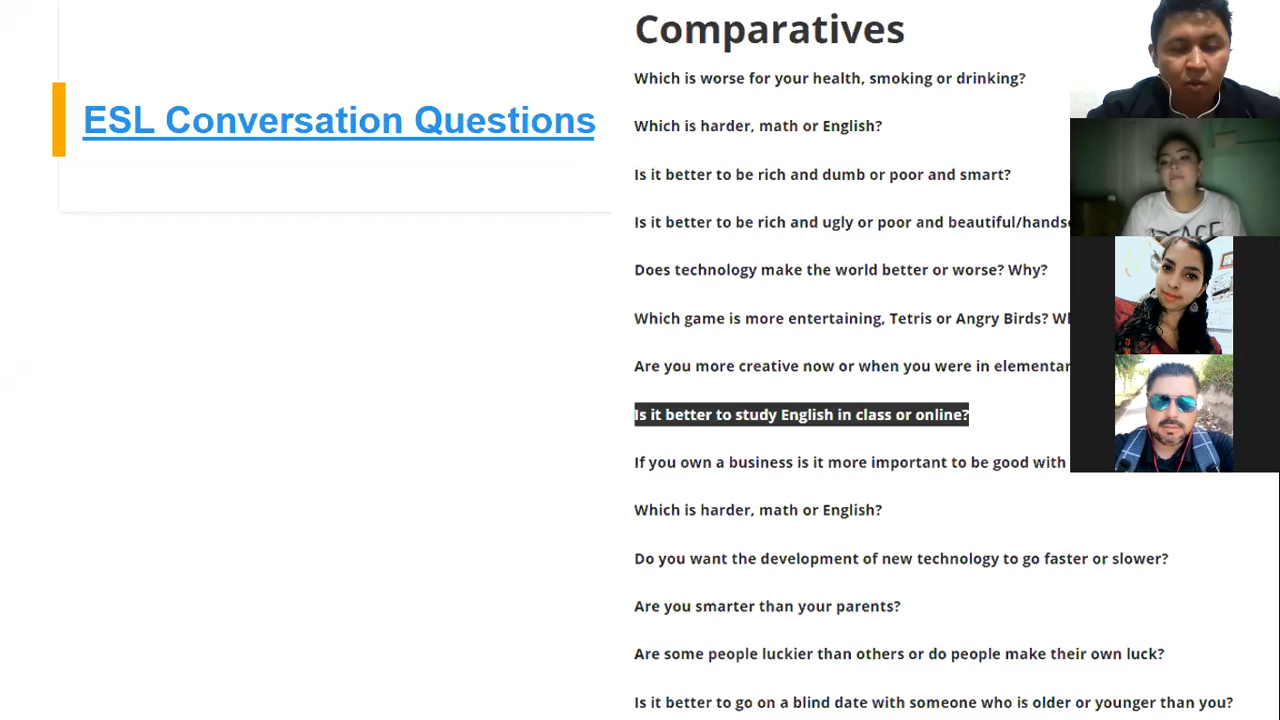 ESL Conversation Questions
Comparatives
Which is worse for your health, smoking or drinking?
Which is harder, math or English?
Is it better to be rich and dumb or poor and smart?
Is it better to be rich and ugly or poor and
Does technology make the world better or worse? Why?
Which game is more entertaining, Tetris or Angry Birds?
Are you more creative now or when you were in
Is it better to study English in class or online?
If you own a business is it more important to be good with
Which is harder, math or English?
Do you want the development of new technology to go faster or slower?
Are you smarter than your parents?
Are some people luckier than others or do people make their own luck?
Is it better to go on a blind date with someone who is older or younger than you?